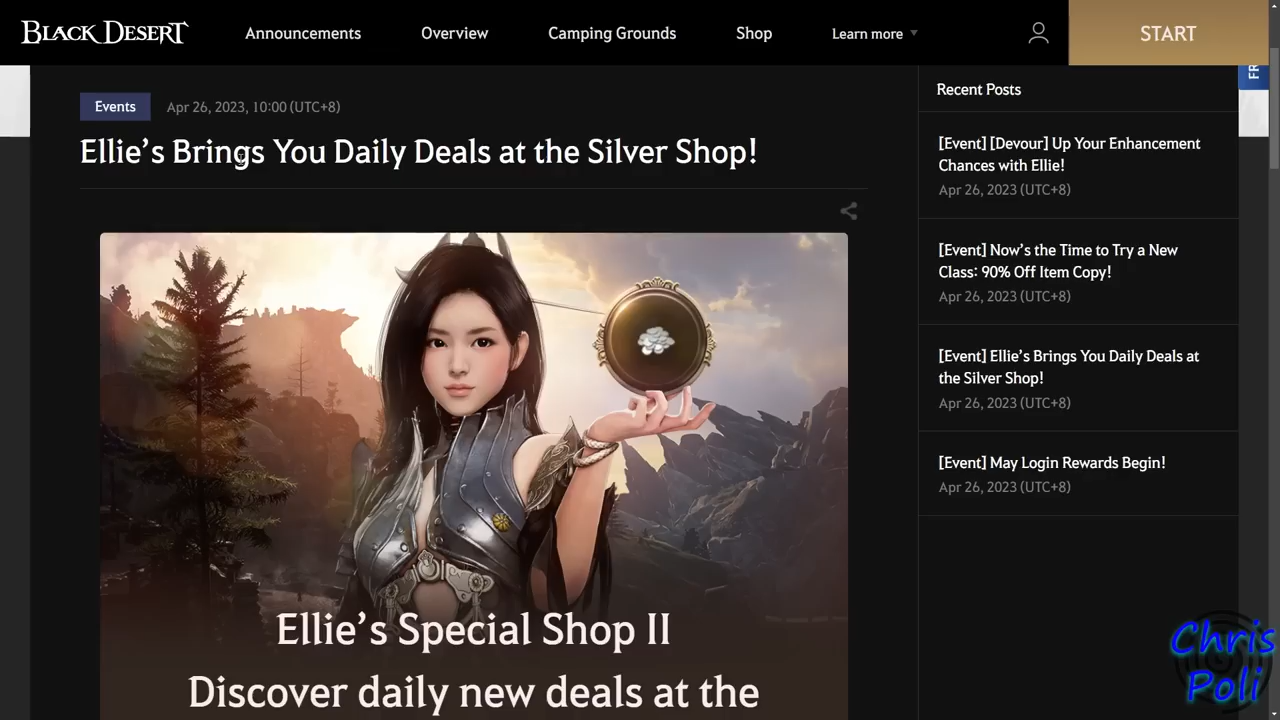 BLACK DESERT
Announcements
Overview
Camping Grounds
Shop
Learn more
START
FR
Events
Apr 26, 2023, 10:00 (UTC+8)
Ellie’s Brings You Daily Deals at the Silver Shop!
Ellie’s Special Shop II
Discover daily new deals at the
Recent Posts
[Event] [Devour] Up Your Enhancement
Chances with Ellie!
Apr 26, 2023 (UTC+8)
[Event] Now’s the Time to Try a New
Class: 90% Off Item Copy!
Apr 26, 2023 (UTC+8)
[Event] Ellie’s Brings You Daily Deals at
the Silver Shop!
Apr 26, 2023 (UTC+8)
[Event] May Login Rewards Begin!
Apr 26, 2023 (UTC+8)
Chris
Poli